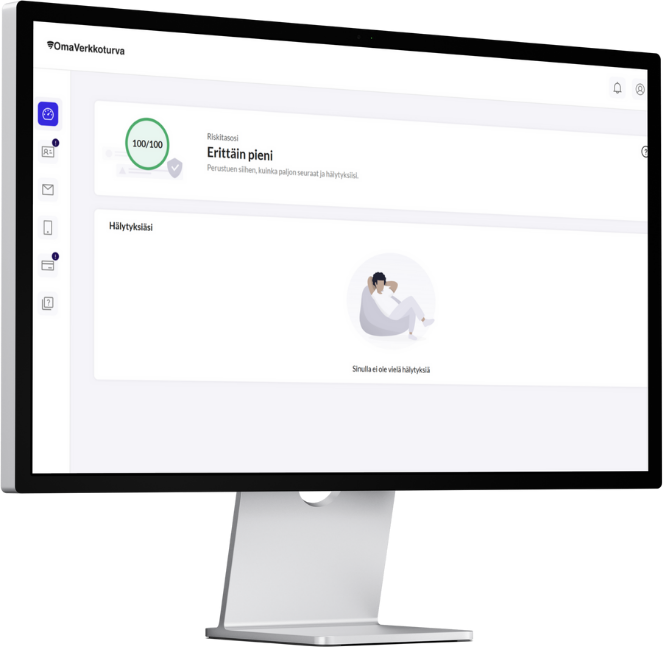 OmaVerkkoturva
100/100
Riskitasosi
Erittäin pieni
Perustuen siihen, kuinka paljon seuraat ja hälytyksiisi.
Hälytyksiäsi
Sinulla ei ole vielä hälytyksiä